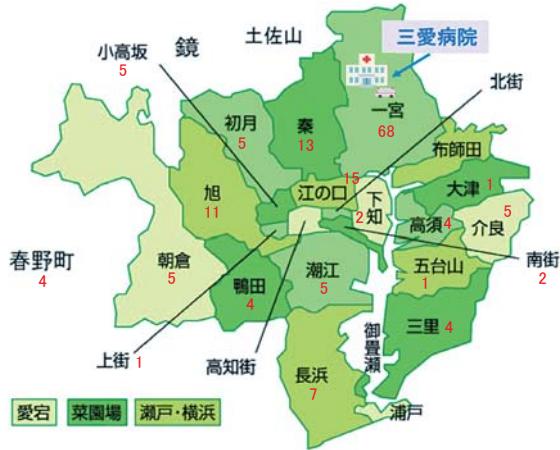 小高坂
5
鏡
土佐山
三愛病院
北街
初月
5
秦
13
一宮
68
布師田
旭
11
江の口
15
下知
2
大津
1
高須
4
介良
5
春野町
4
朝倉
5
鴨田
4
潮江
5
五台山
1
南街
2
上街
1
高知街
御畳瀬
三里
4
長浜
7
浦戸
愛宕
菜園場
瀬戸・横浜